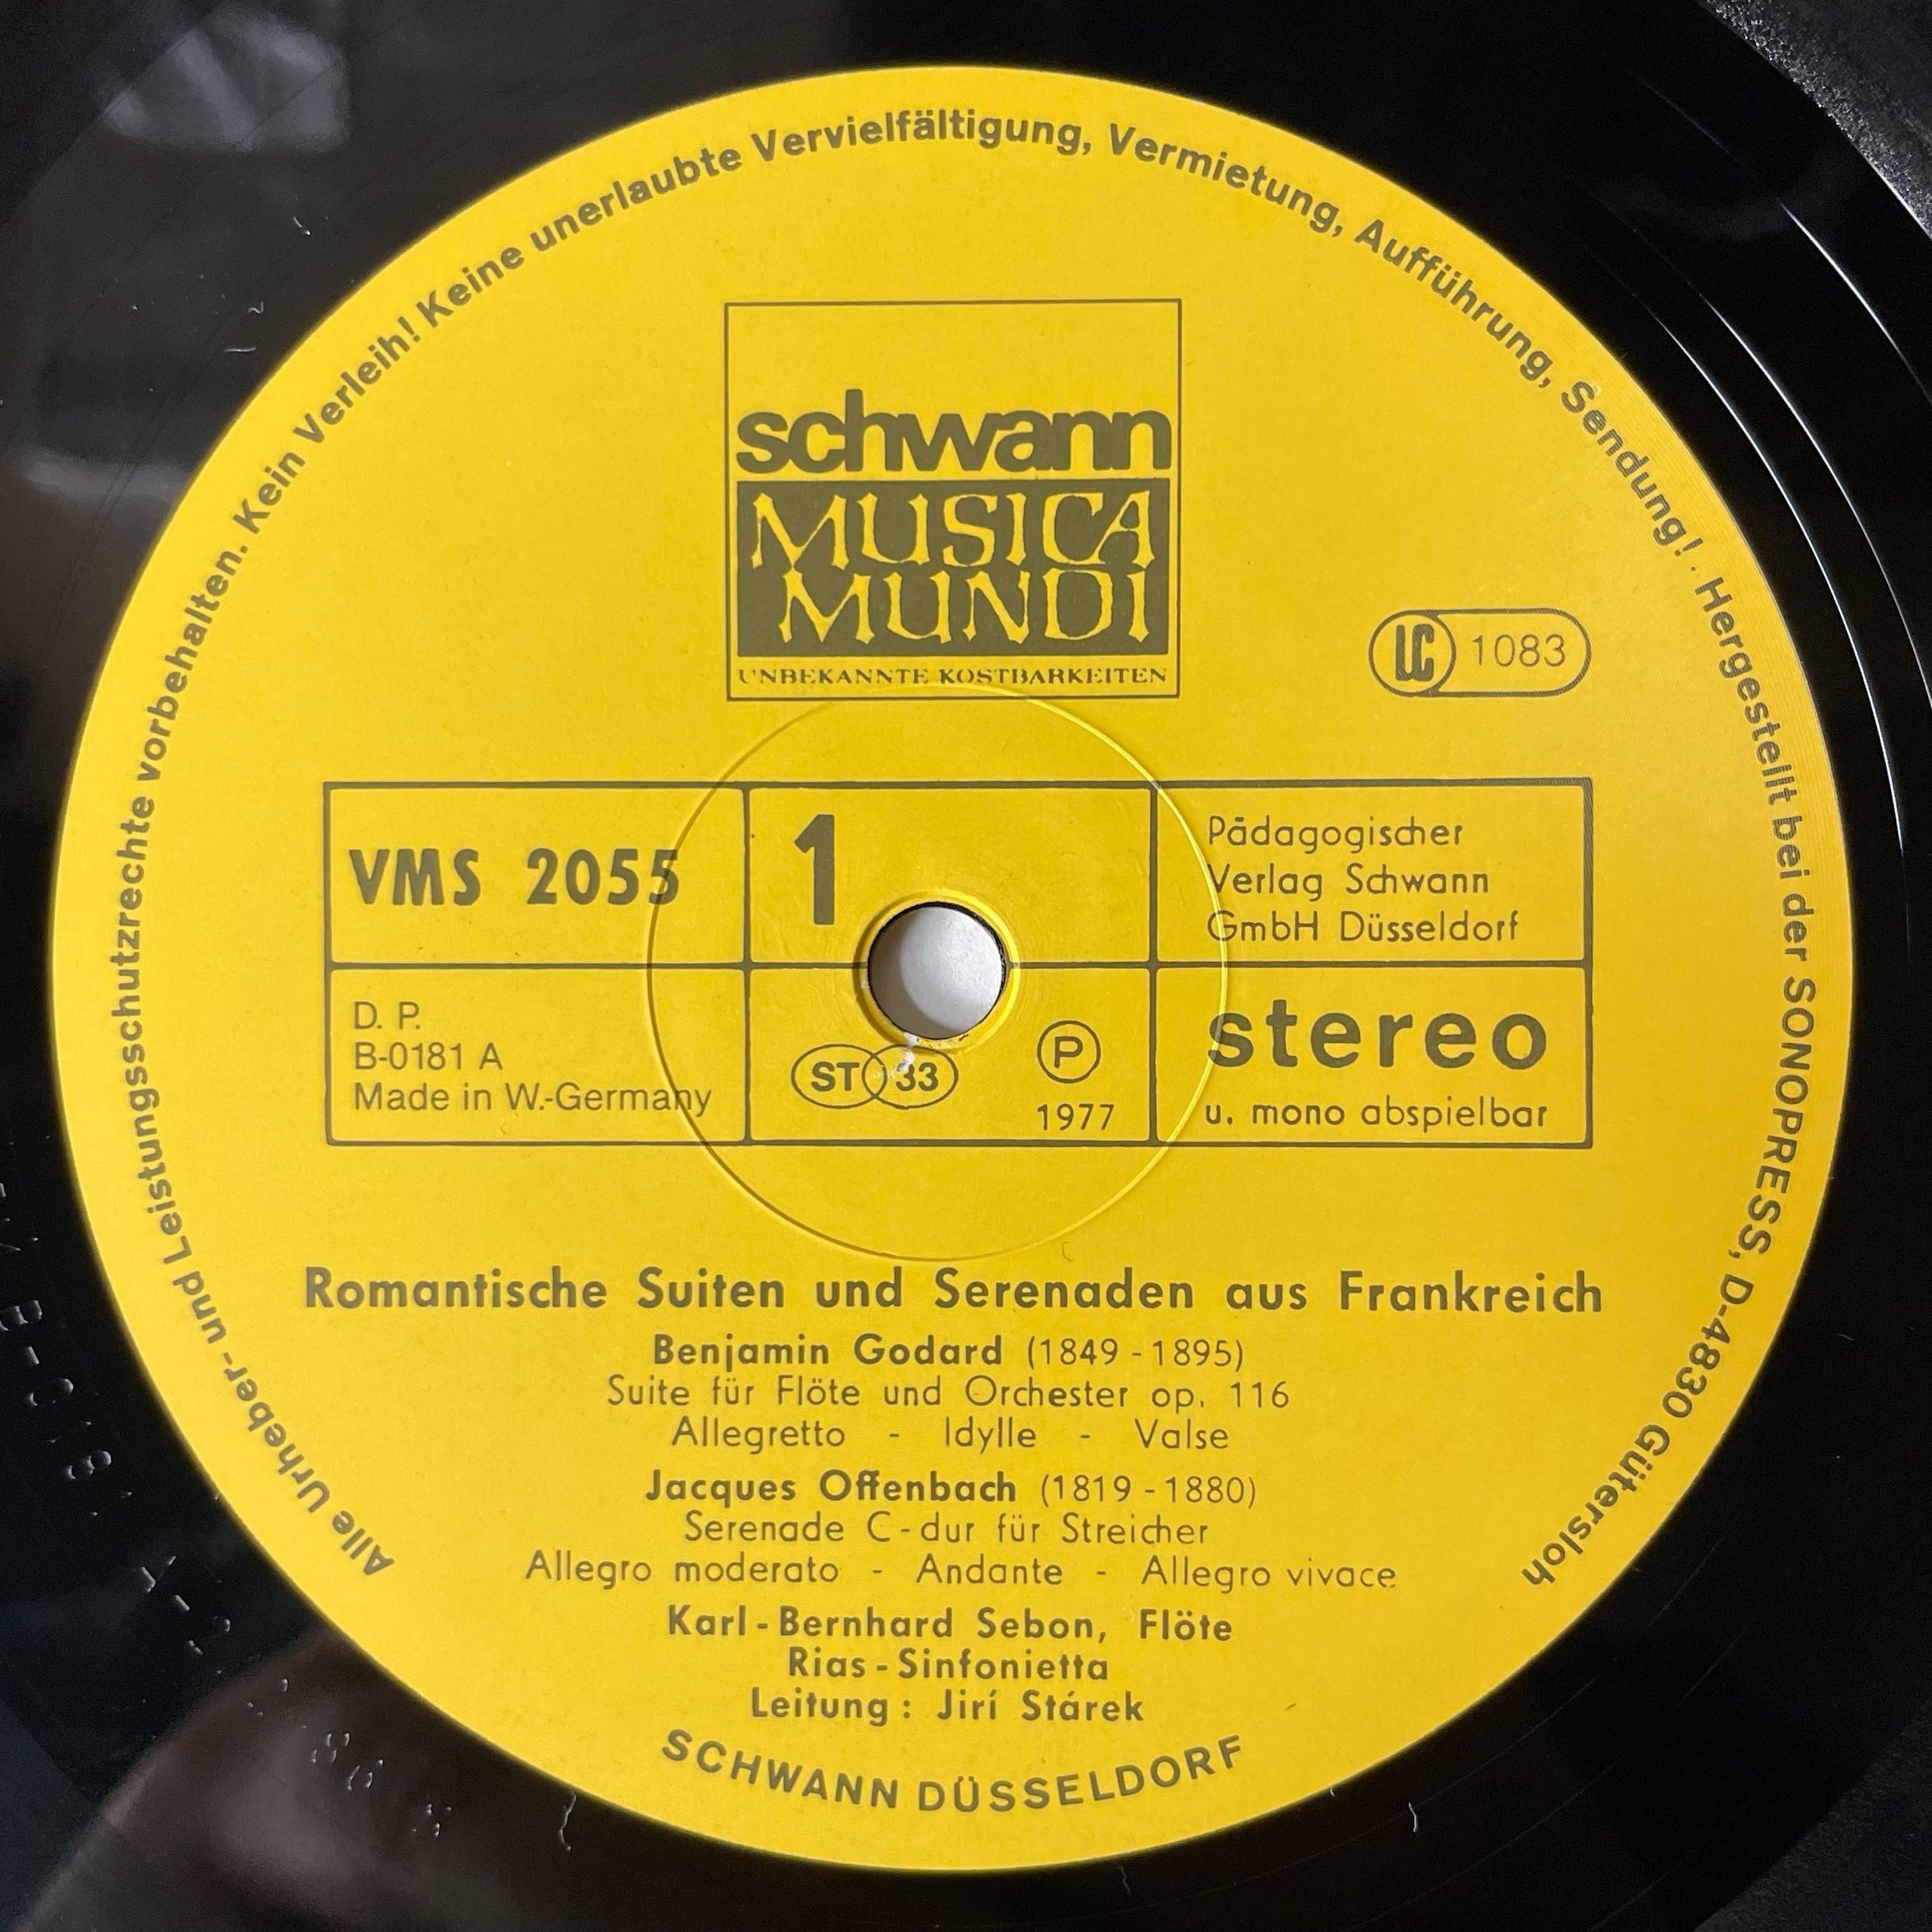 Alle Urheber- und Leistungsschutzrechte vorbehalten. Kein Verleih! Keine unerlaubte Vervielfältigung, Vermietung, Aufführung, Sendung! . Hergestellt bei der SONOPRESS, D-4830 Gütersloh
schwann
MUSICA
MUNDI
UNBEKANNTE KOSTBARKEITEN
LC 1083
VMS 2055
1
Pädagogischer
Verlag Schwann
GmbH Düsseldorf
D. P.
B-0181 A
Made in W.-Germany
ST 33
P
1977
stereo
u. mono abspielbar
Romantische Suiten und Serenaden aus Frankreich
Benjamin Godard (1849 - 1895)
Suite für Flöte und Orchester op. 116
Allegretto - Idylle - Valse
Jacques Offenbach (1819 - 1880)
Serenade C-dur für Streicher
Allegro moderato - Andante - Allegro vivace
Karl-Bernhard Sebon, Flöte
Rias-Sinfonietta
Leitung: Jirí Stárek
SCHWANN DÜSSELDORF